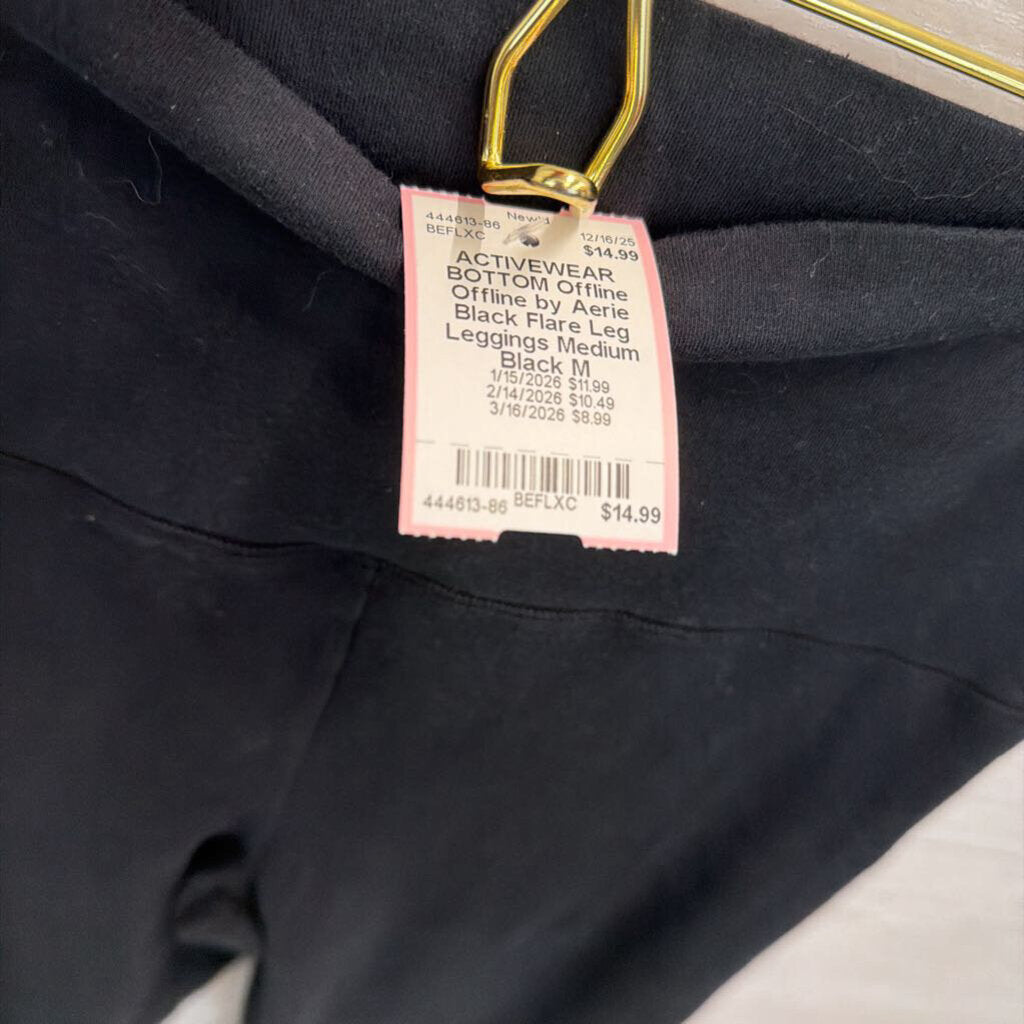 444613-86
BEFLXC
New
12/16/25
$14.99
ACTIVEWEAR
BOTTOM Offline
Offline by Aerie
Black Flare Leg
Leggings Medium
Black M
1/15/2026 $11.99
2/14/2026 $10.49
3/16/2026 $8.99
444613-86 BEFLXC $14.99